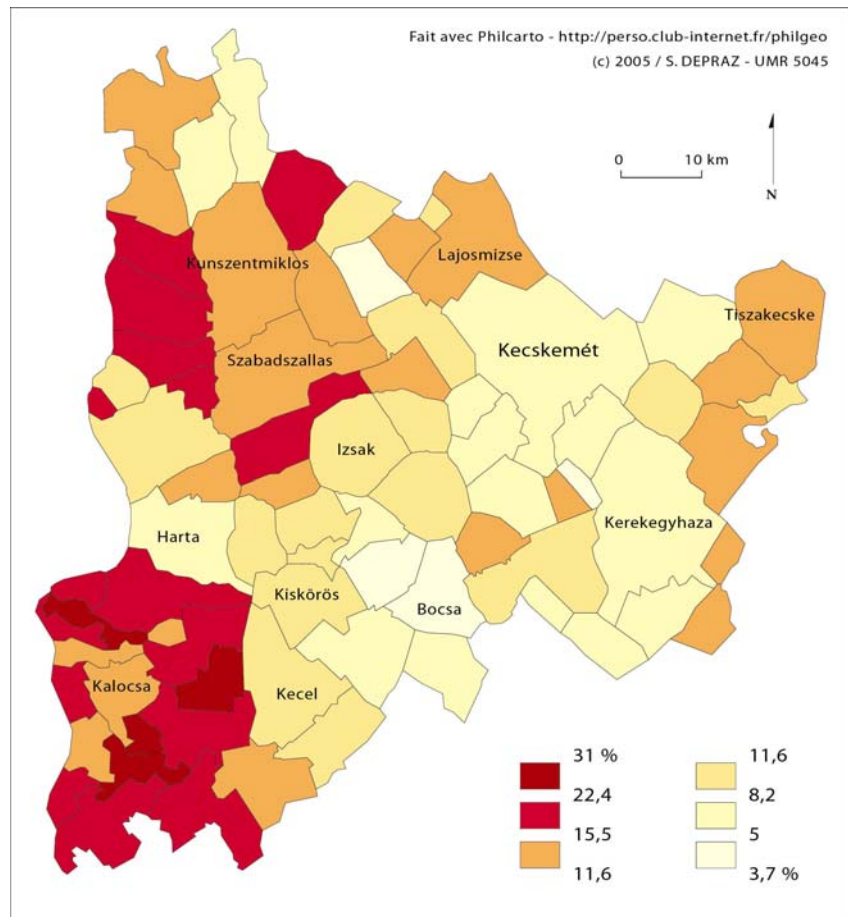 Fait avec Philcarto - http://perso.club-internet.fr/philgeo
(c) 2005 / S. DEPRAZ - UMR 5045
0 10 km
N
Lajosmizse
Kunszentmiklos
Tiszakecske
Kecskemét
Szabadszallas
Izsak
Kerekegyhaza
Harta
Kiskõrös
Bocsa
Kalocsa
Kecel
31 %
22,4
15,5
11,6
11,6
8,2
5
3,7 %